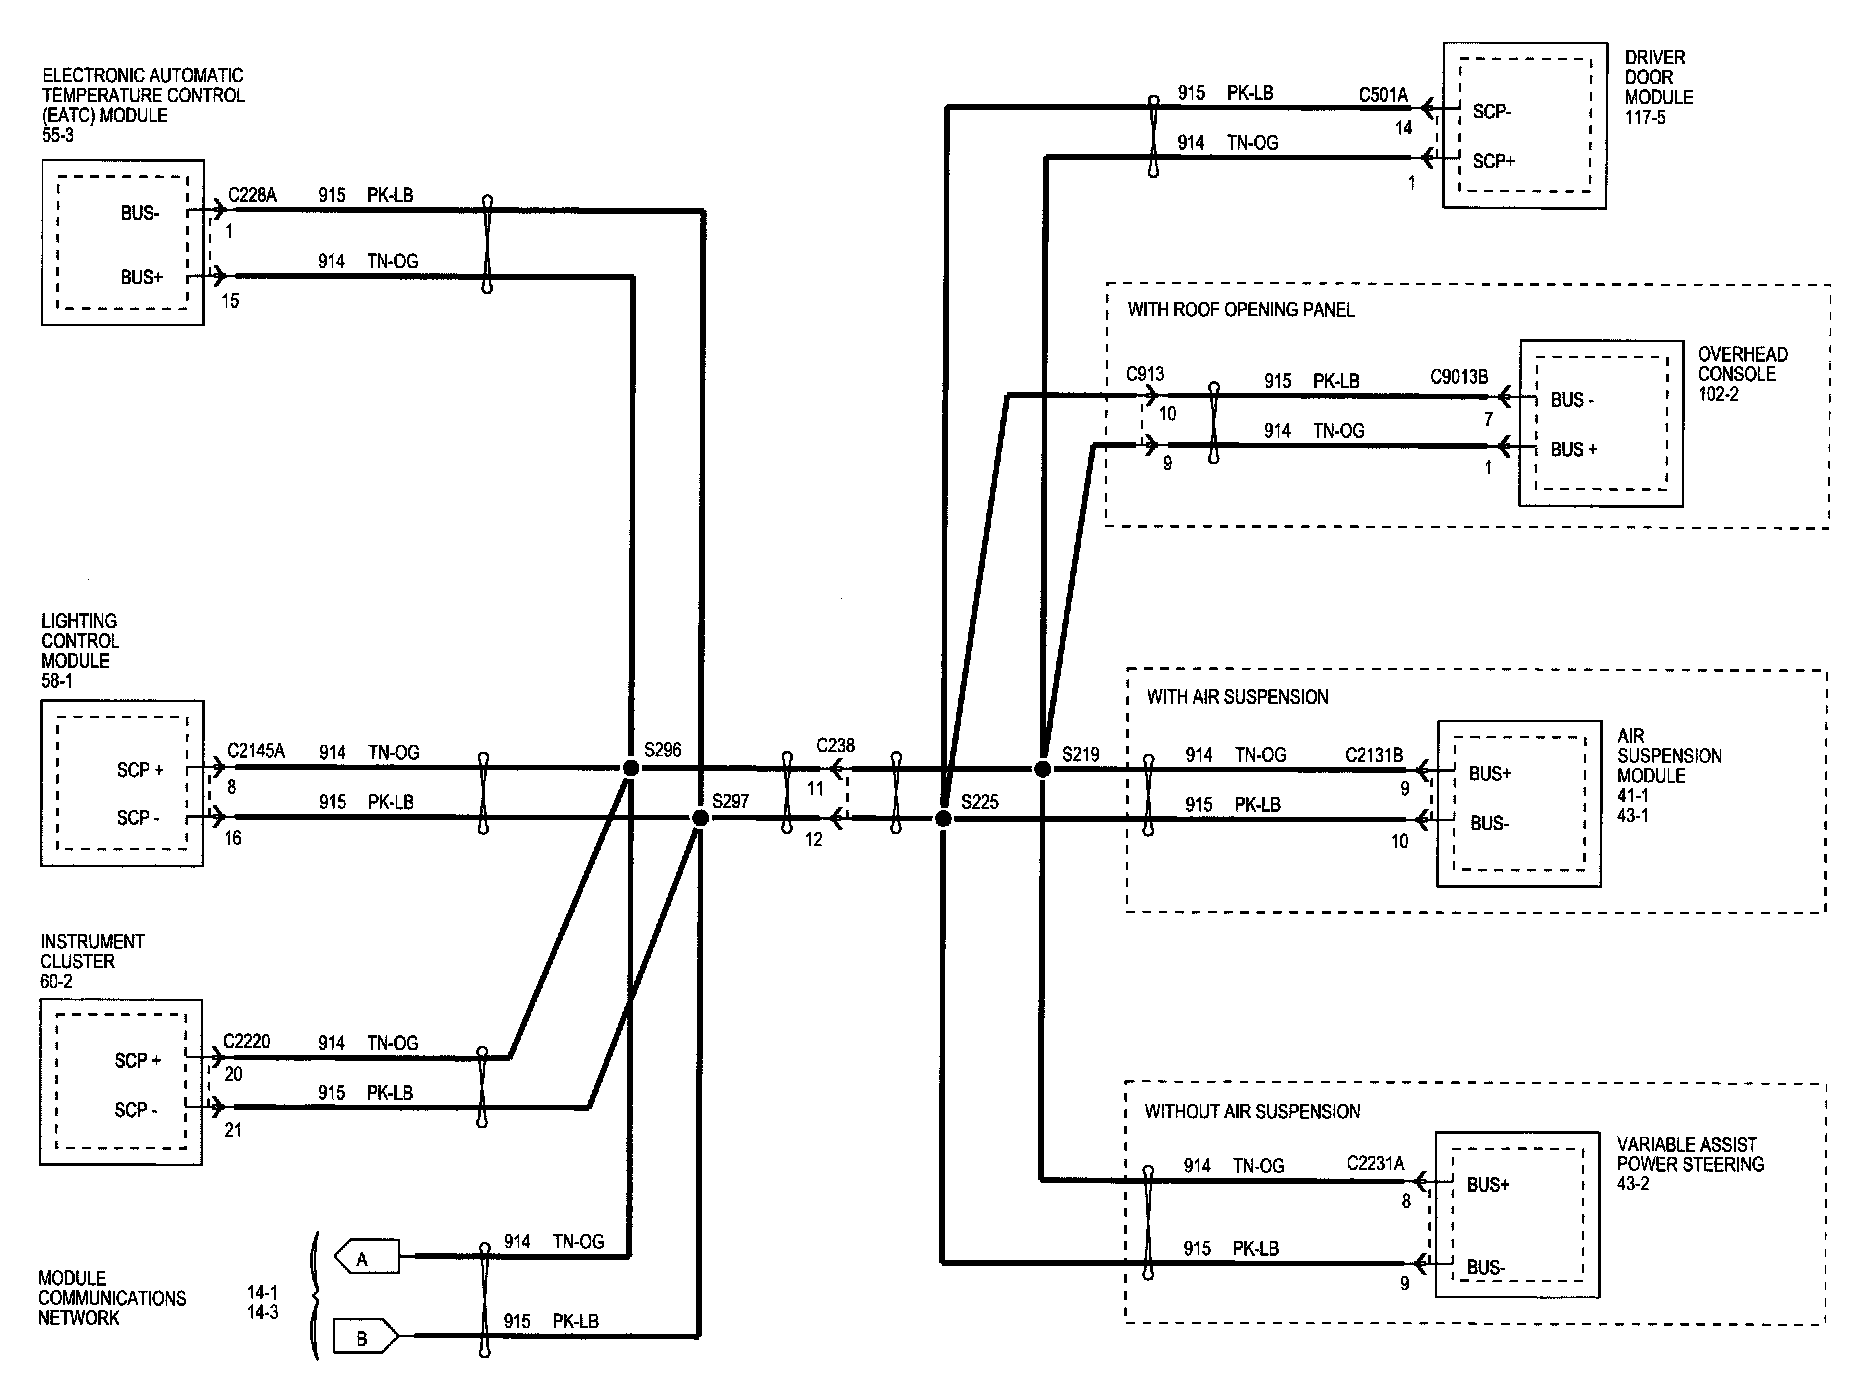 ELECTRONIC AUTOMATIC
TEMPERATURE CONTROL
(EATC) MODULE
55-3
BUS-
C228A
915 PK-LB
1
BUS+
914 TN-OG
15
LIGHTING
CONTROL
MODULE
58-1
SCP +
C2145A
914 TN-OG
8
SCP -
915 PK-LB
16
INSTRUMENT
CLUSTER
60-2
SCP +
C2220
914 TN-OG
20
SCP -
915 PK-LB
21
MODULE
COMMUNICATIONS
NETWORK
14-1
14-3
A
914 TN-OG
B
915 PK-LB
S296
S297
C238
11
12
S219
S225
DRIVER
DOOR
MODULE
117-5
915 PK-LB
C501A
14
SCP-
914 TN-OG
1
SCP+
WITH ROOF OPENING PANEL
OVERHEAD
CONSOLE
102-2
C913
10
915 PK-LB
C9013B
7
BUS -
9
914 TN-OG
1
BUS +
WITH AIR SUSPENSION
AIR
SUSPENSION
MODULE
41-1
43-1
914 TN-OG
C2131B
9
BUS+
915 PK-LB
10
BUS-
WITHOUT AIR SUSPENSION
VARIABLE ASSIST
POWER STEERING
43-2
914 TN-OG
C2231A
8
BUS+
915 PK-LB
9
BUS-